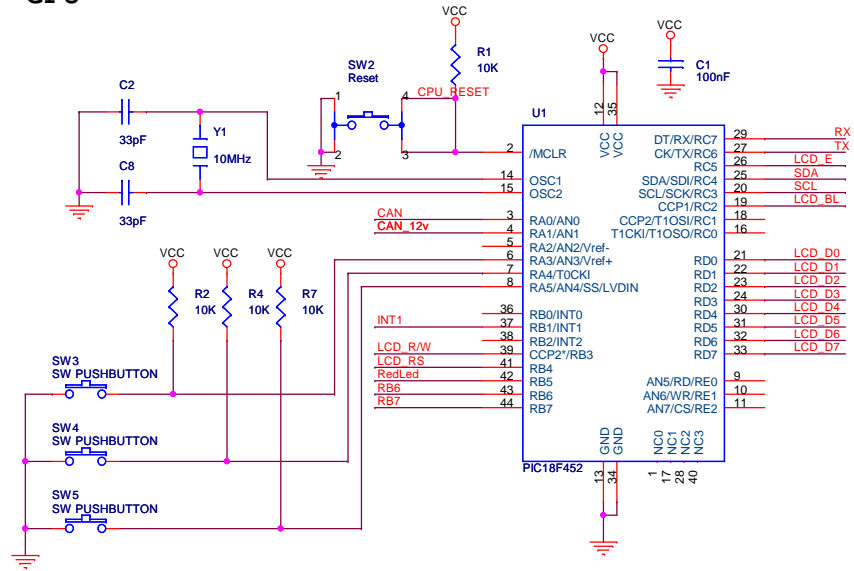 VCC
R1
10K
SW2
Reset
1
4
CPU_RESET
2
3
VCC
VCC
C1
100nF
C2
33pF
Y1
10MHz
C8
33pF
U1
12
35
VCC
VCC
2
/MCLR
14
OSC1
15
OSC2
CAN
3
RA0/AN0
CAN_12v
4
RA1/AN1
5
RA2/AN2/Vref-
6
RA3/AN3/Vref+
7
RA4/T0CKI
8
RA5/AN4/SS/LVDIN
36
RB0/INT0
INT1
37
RB1/INT1
38
RB2/INT2
LCD_R/W
39
CCP2*/RB3
LCD_RS
41
RB4
RedLed
42
RB5
RB6
43
RB6
RB7
44
RB7
DT/RX/RC7
29
RX
CK/TX/RC6
27
TX
RC5
26
LCD_E
SDA/SDI/RC4
25
SDA
SCL/SCK/RC3
20
SCL
CCP1/RC2
19
LCD_BL
CCP2/T1OSI/RC1
18
T1CKI/T1OSO/RC0
16
RD0
21
LCD_D0
RD1
22
LCD_D1
RD2
23
LCD_D2
RD3
24
LCD_D3
RD4
30
LCD_D4
RD5
31
LCD_D5
RD6
32
LCD_D6
RD7
33
LCD_D7
AN5/RD/RE0
9
AN6/WR/RE1
10
AN7/CS/RE2
11
GND
GND
NC0
NC1
NC2
NC3
PIC18F452
13
34
1
17
28
40
VCC
VCC
VCC
R2
10K
R4
10K
R7
10K
SW3
SW PUSHBUTTON
SW4
SW PUSHBUTTON
SW5
SW PUSHBUTTON